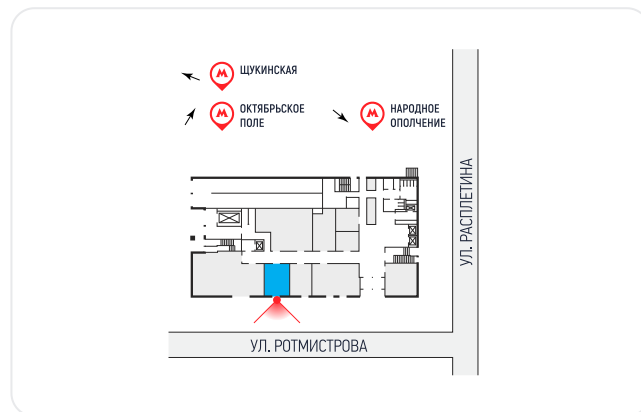 ЩУКИНСКАЯ
ОКТЯБРЬСКОЕ
ПОЛЕ
НАРОДНОЕ
ОПОЛЧЕНИЕ
УЛ. РАСПЛЕТИНА
УЛ. РОТМИСТРОВА